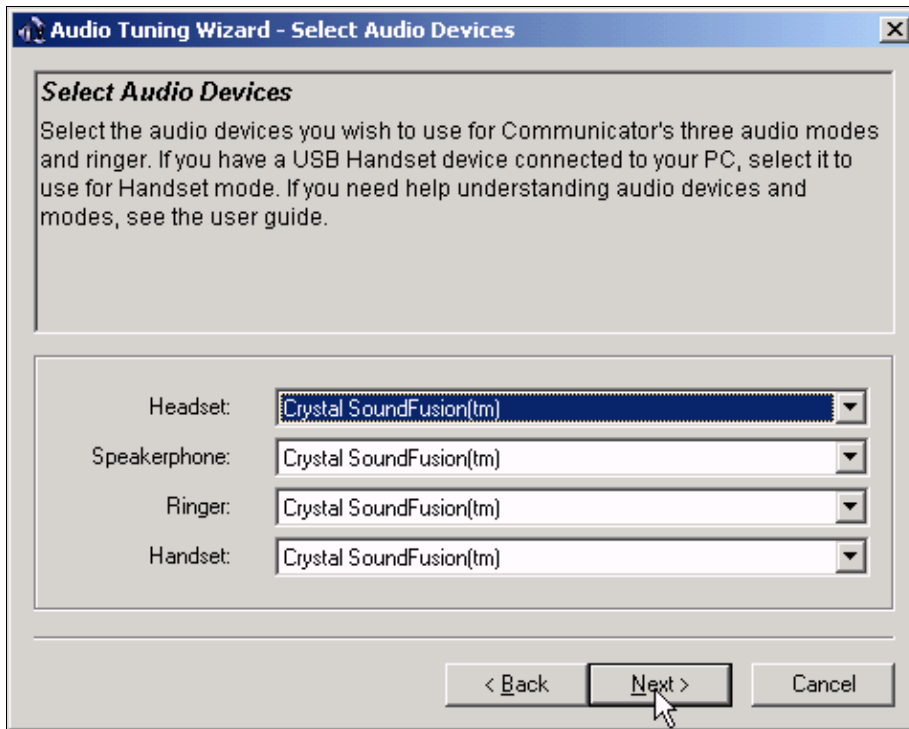 Audio Tuning Wizard - Select Audio Devices
Select Audio Devices
Select the audio devices you wish to use for Communicator's three audio modes
and ringer. If you have a USB Handset device connected to your PC, select it to
use for Handset mode. If you need help understanding audio devices and
modes, see the user guide.
Headset: Crystal SoundFusion(tm)
Speakerphone: Crystal SoundFusion(tm)
Ringer: Crystal SoundFusion(tm)
Handset: Crystal SoundFusion(tm)
< Back Next > Cancel